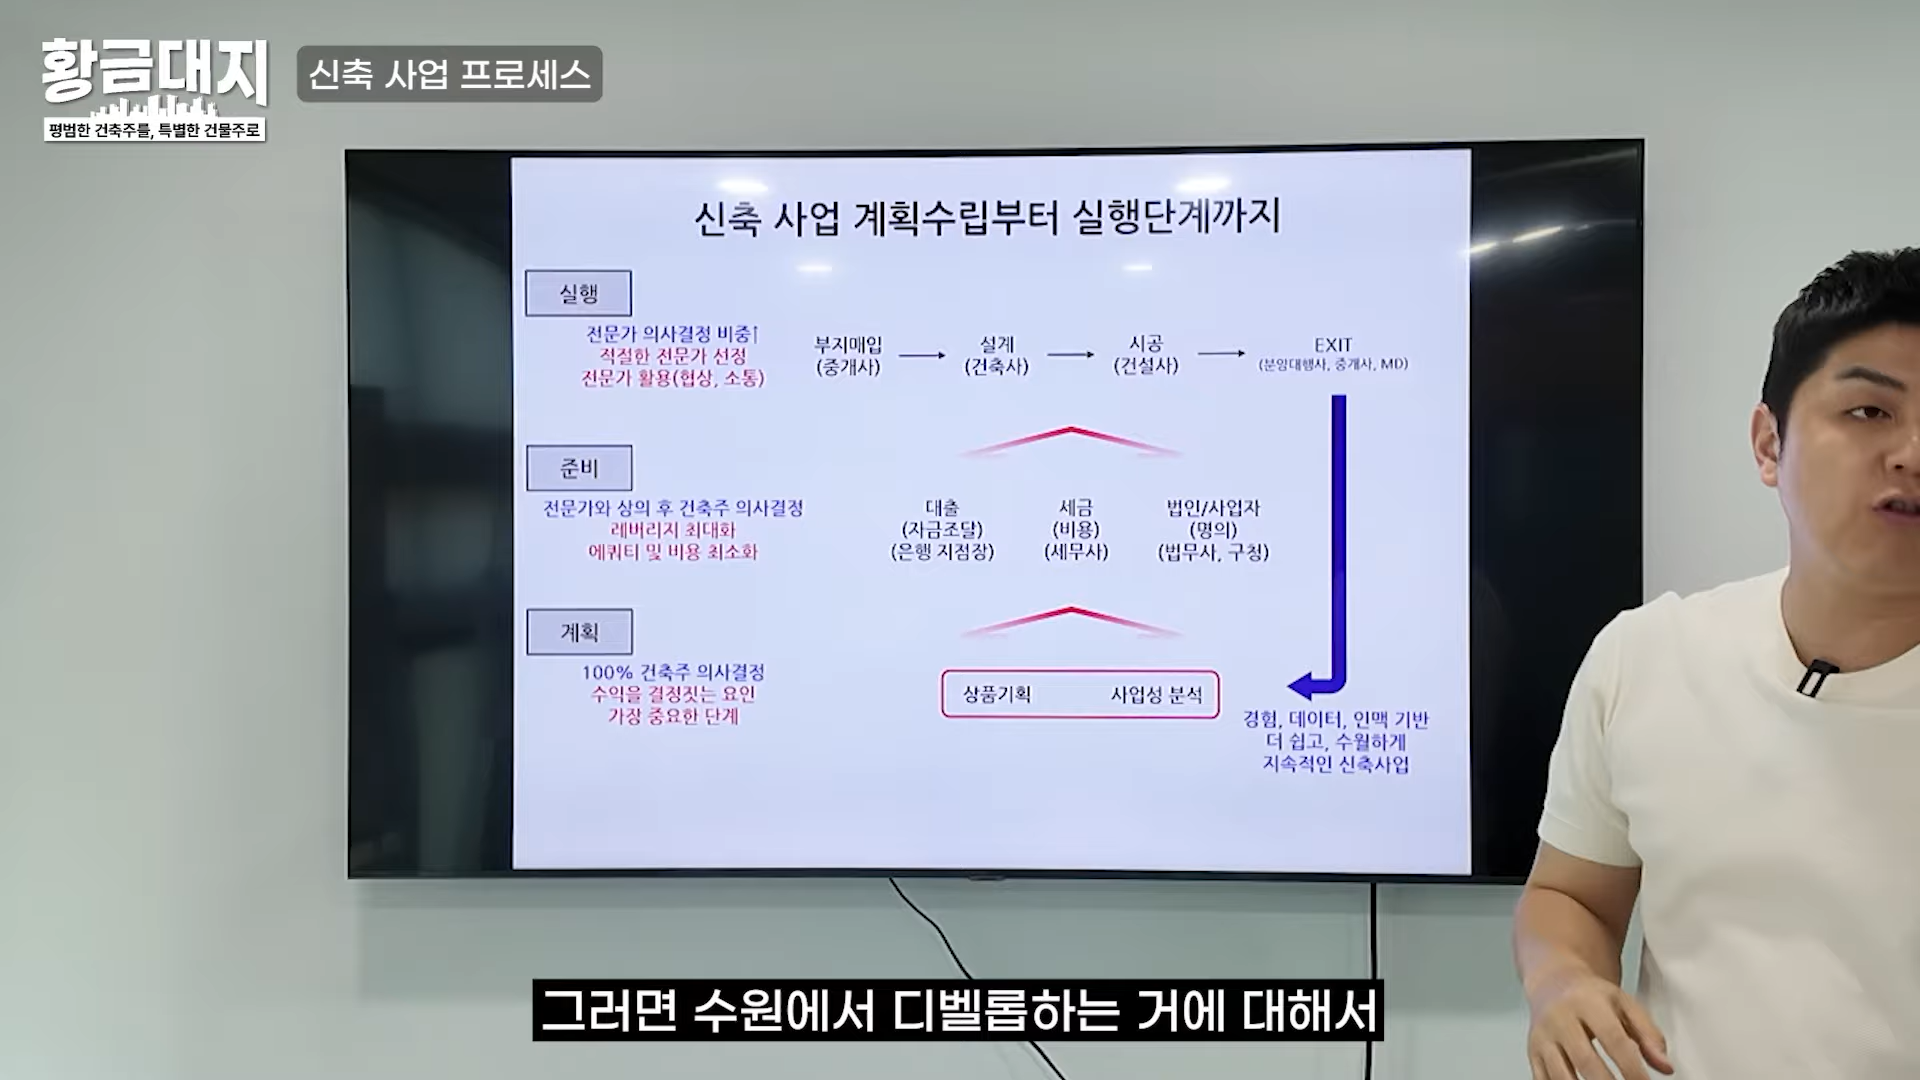 황금대지
평범한 건축주를, 특별한 건물주로
신축 사업 프로세스
신축 사업 계획수립부터 실행단계까지
실행
전문가 의사결정 비중↑
적절한 전문가 선정
전문가 활용(협상, 소통)
부지매입
(중개사)
설계
(건축사)
시공
(건설사)
EXIT
(분양대행사, 중개사, MD)
준비
전문가와 상의 후 건축주 의사결정
레버리지 최대화
에쿼티 및 비용 최소화
대출
(자금조달)
(은행 지점장)
세금
(비용)
(세무사)
법인/사업자
(명의)
(법무사, 구청)
계획
100% 건축주 의사결정
수익을 결정짓는 요인
가장 중요한 단계
상품기획
사업성 분석
경험, 데이터, 인맥 기반
더 쉽고, 수월하게
지속적인 신축사업
그러면 수원에서 디벨롭하는 거에 대해서